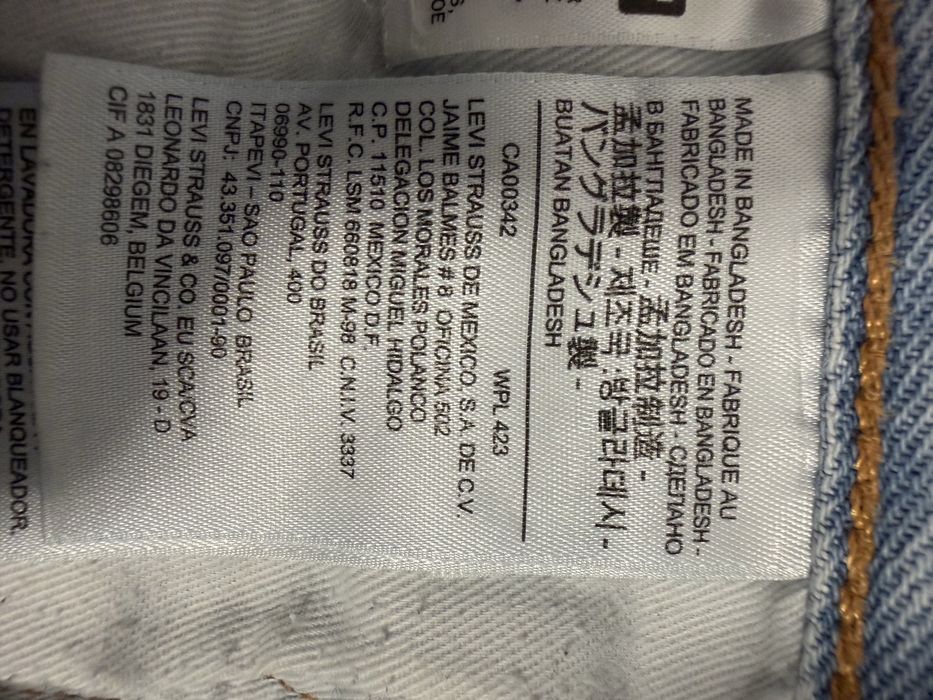 MADE IN BANGLADESH - FABRIQUE AU
BANGLADESH - FABRICADO EN BANGLADESH -
FABRICADO EM BANGLADESH - СДЕЛАНО
В БАНГЛАДЕШЕ - 孟加拉制造 -
孟加拉製 - 제조국 :방글라데시 -
バングラデシュ製 -
BUATAN BANGLADESH
CA00342 WPL 423
LEVI STRAUSS DE MEXICO, S.A. DE C.V.
JAIME BALMES # 8 OFICINA 502
COL. LOS MORALES POLANCO
DELEGACION MIGUEL HIDALGO
C.P. 11510 MEXICO D.F.
R.F.C. LSM 660818 M-98 C.N.I.V. 3337
LEVI STRAUSS DO BRASIL
AV. PORTUGAL, 400
06990-110
ITAPEVI – SAO PAULO BRASIL
CNPJ: 43.351.097/0001-90
LEVI STRAUSS & CO. EU SCA/CVA
LEONARDO DA VINCILAAN, 19 - D
1831 DIEGEM, BELGIUM
CIF A 08298606
EN LAVADORA
DETERGENTE. NO USAR BLANQUEADOR.